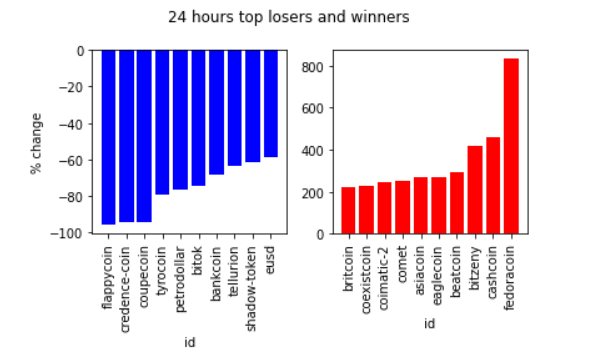 24 hours top losers and winners
% change
0
−20
−40
−60
−80
−100
flappycoin
credence-coin
coupecoin
tyrocoin
petrodollar
bitok
bankcoin
tellurion
shadow-token
eusd
id
800
600
400
200
0
britcoin
coexistcoin
coimatic-2
comet
asiacoin
eaglecoin
beatcoin
bitzeny
cashcoin
fedoracoin
id